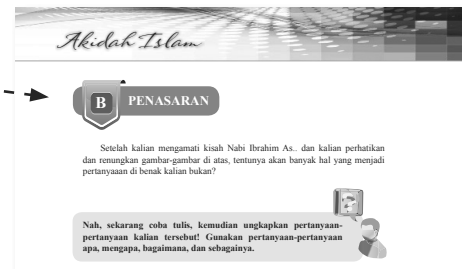 Akidah Islam
B PENASARAN
Setelah kalian mengamati kisah Nabi Ibrahim As.. dan kalian perhatikan
dan renungkan gambar-gambar di atas, tentunya akan banyak hal yang menjadi
pertanyaaan di benak kalian bukan?
Nah, sekarang coba tulis, kemudian ungkapkan pertanyaan-
pertanyaan kalian tersebut! Gunakan pertanyaan-pertanyaan
apa, mengapa, bagaimana, dan sebagainya.